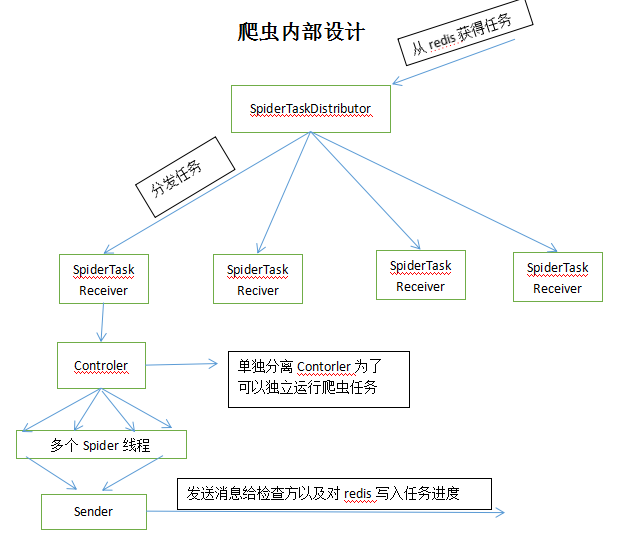 爬虫内部设计
从 redis 获得任务
SpiderTaskDistributor
分发任务
SpiderTask
Receiver
SpiderTask
Reciver
SpiderTask
Receiver
SpiderTask
Receiver
Controler
单独分离 Contorler 为了
可以独立运行爬虫任务
多个 Spider 线程
发送消息给检查方以及对 redis 写入任务进度
Sender